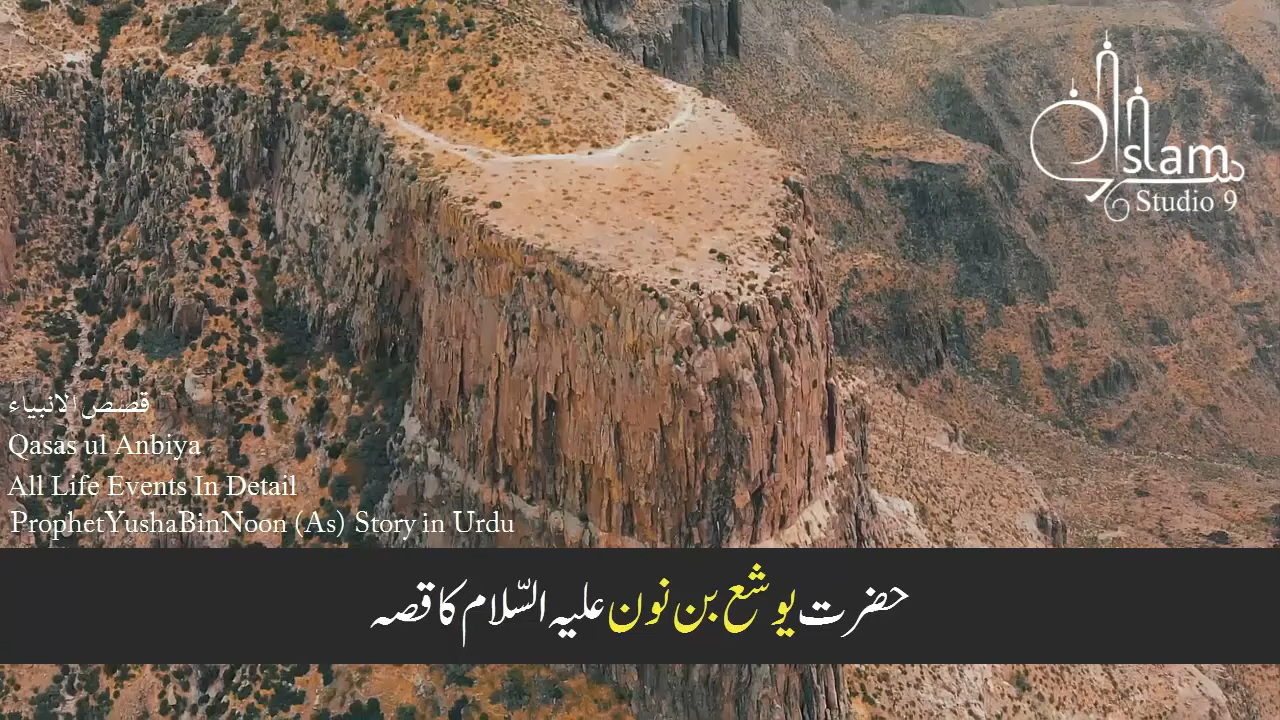 Islam
Studio 9
قصص الانبیاء
Qasas ul Anbiya
All Life Events In Detail
ProphetYushaBinNoon (As) Story in Urdu
حضرت یوشع بن نون علیہ السّلام کا قصہ